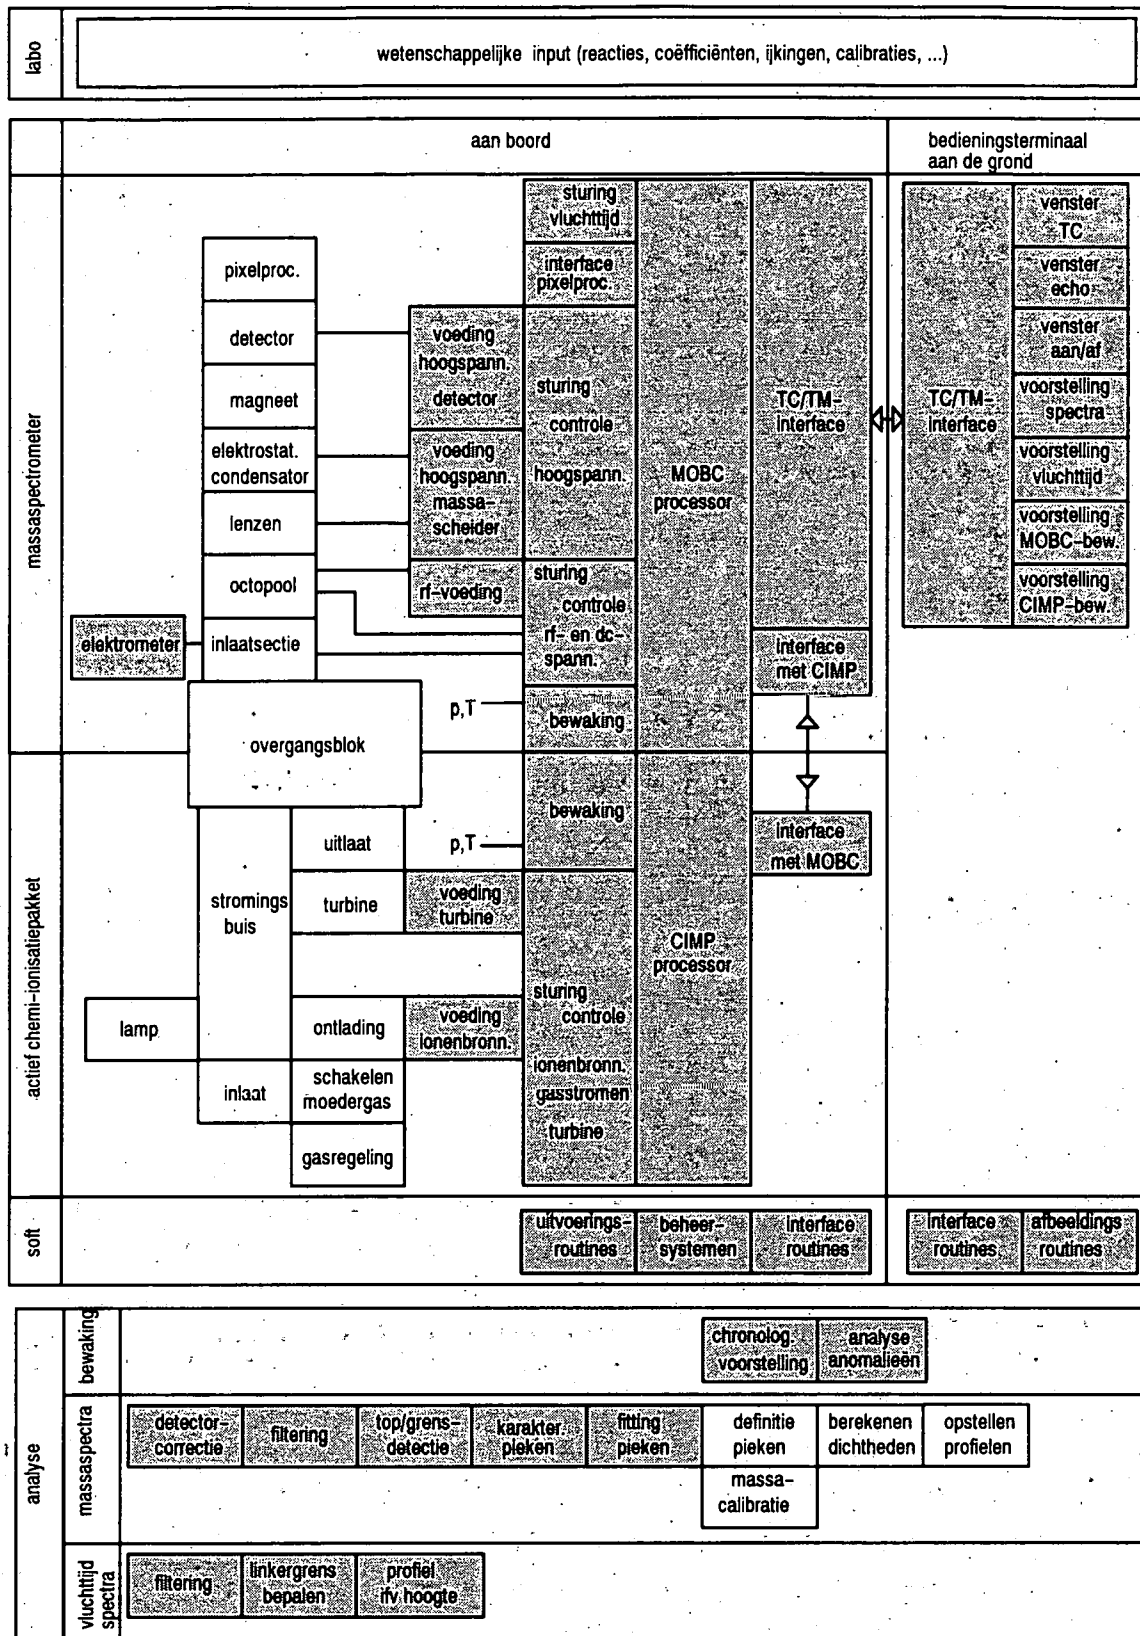 labo
wetenschappelijke input (reacties, coëfficiënten, ijkingen, calibraties, ...)
aan boord
bedieningsterminaal
aan de grond
massaspectrometer
pixelproc.
detector
magneet
elektrostat.
condensator
lenzen
octopool
inlaatsectie
elektrometer
overgangsblok
voeding
hoogspann.
detector
voeding
hoogspann.
massa-
scheider
rf-voeding
p,T
sturing
vluchttijd
interface
pixelproc.
sturing
controle
hoogspann.
sturing
controle
rf- en dc-
spann.
bewaking
MOBC
processor
TC/TM-
interface
interface
met CIMP
TC/TM-
interface
venster
TC
venster
echo
venster
aan/af
voorstelling
spectra
voorstelling
vluchttijd
voorstelling
MOBC-bew.
voorstelling
CIMP-bew.
actief chemi-ionisatiepakket
stromings
buis
lamp
inlaat
uitlaat
turbine
ontlading
schakelen
moedergas
gasregeling
p,T
voeding
turbine
voeding
ionenbronn.
bewaking
sturing
controle
ionenbronn.
gasstromen
turbine
CIMP
processor
interface
met MOBC
soft
uitvoerings-
routines
beheer-
systemen
interface
routines
interface
routines
afbeeldings
routines
analyse
bewaking
chronolog.
voorstelling
analyse
anomalieën
massaspectra
detector-
correctie
filtering
top/grens-
detectie
karakter.
pieken
fitting
pieken
definitie
pieken
berekenen
dichtheden
opstellen
profielen
massa-
calibratie
vluchttijd
spectra
filtering
linkergrens
bepalen
profiel
ifv hoogte